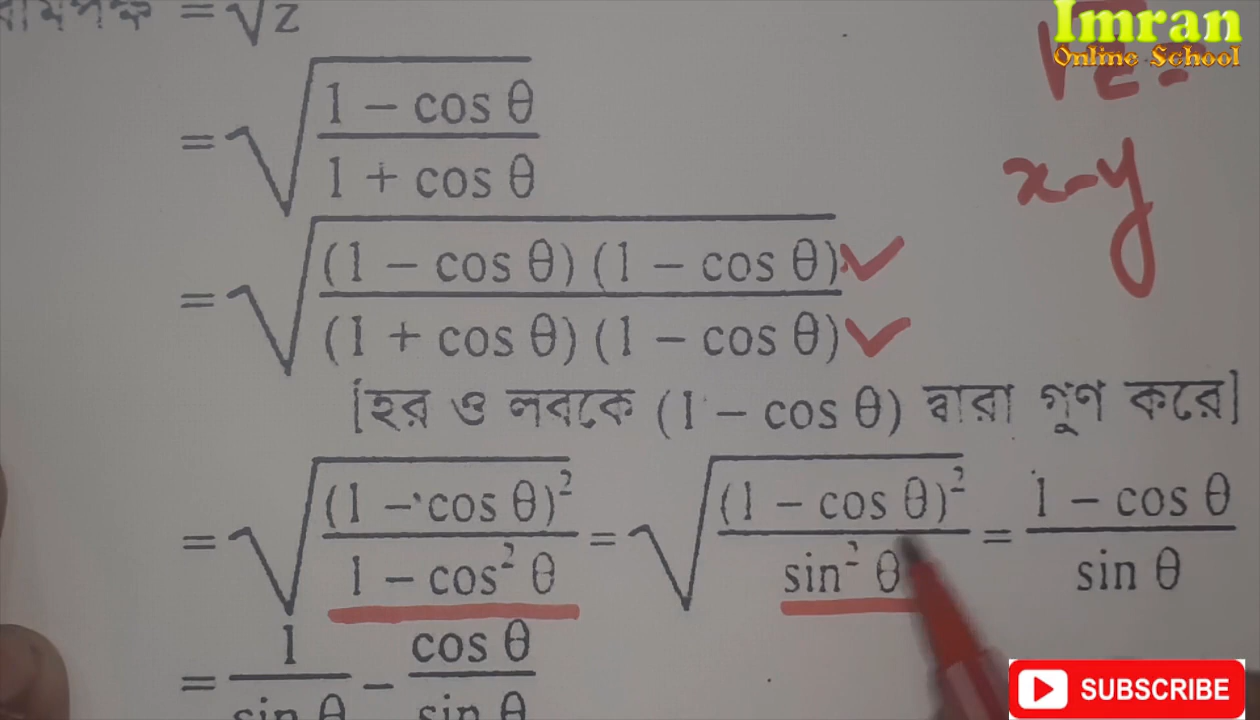 বামপক্ষ = √z
Imran
Online School
√z =
= √((1 − cos θ)/(1 + cos θ))
x − y
= √((1 − cos θ) (1 − cos θ)/(1 + cos θ) (1 − cos θ))
[হর ও লবকে (1 − cos θ) দ্বারা গুণ করে]
= √((1 − cos θ)²/(1 − cos² θ)) = √((1 − cos θ)²/sin² θ) = (1 − cos θ)/sin θ
= 1/sin θ − cos θ/sin θ
SUBSCRIBE